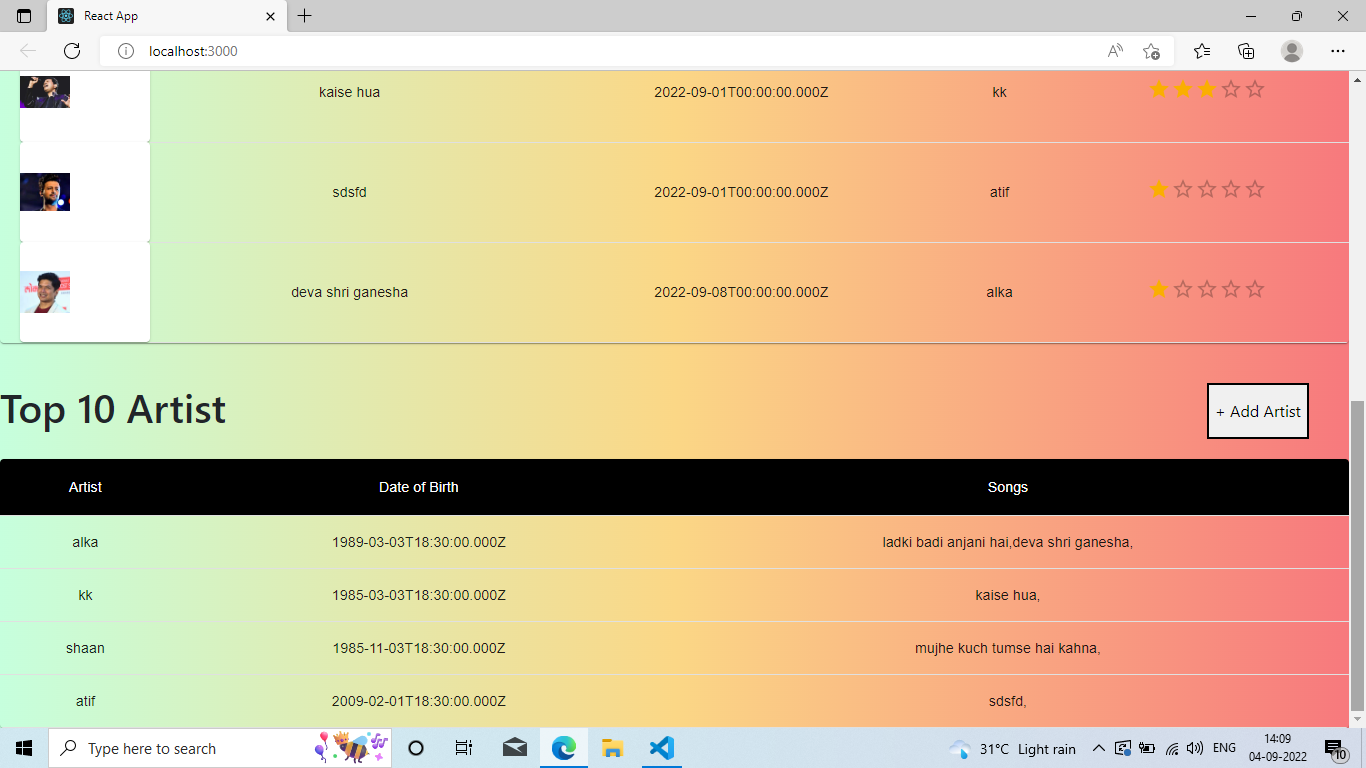 React App
localhost:3000
kaise hua 2022-09-01T00:00:00.000Z kk
sdsfd 2022-09-01T00:00:00.000Z atif
deva shri ganesha 2022-09-08T00:00:00.000Z alka
Top 10 Artist + Add Artist
Artist Date of Birth Songs
alka 1989-03-03T18:30:00.000Z ladki badi anjani hai,deva shri ganesha,
kk 1985-03-03T18:30:00.000Z kaise hua,
shaan 1985-11-03T18:30:00.000Z mujhe kuch tumse hai kahna,
atif 2009-02-01T18:30:00.000Z sdsfd,
Type here to search 31°C Light rain ENG 14:09
04-09-2022 10